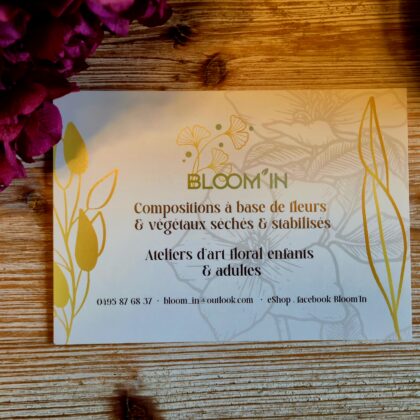 BLOOM'IN
Compositions à base de fleurs
& végétaux séchés & stabilisés
Ateliers d'art floral enfants
& adultes
0495 87 68 37 · bloom_in@outlook.com · eShop . facebook Bloom'In